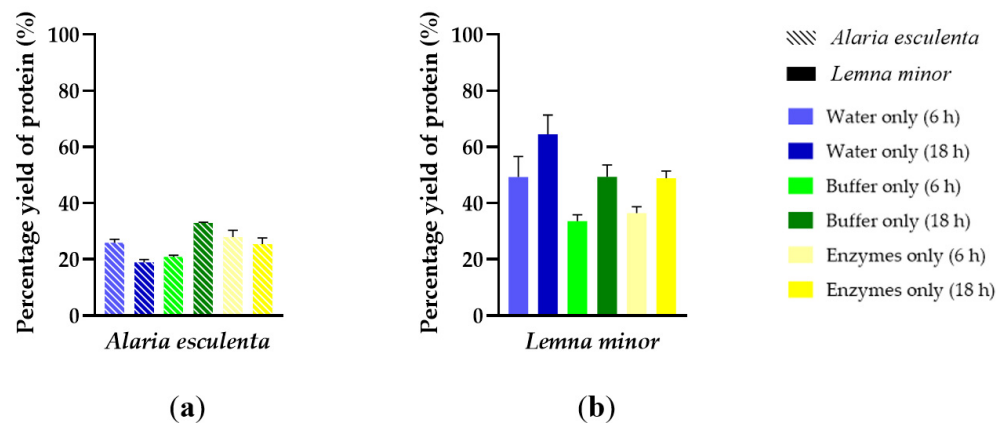 Percentage yield of protein (%)
100
80
60
40
20
0
Alaria esculenta
(a)
Percentage yield of protein (%)
100
80
60
40
20
0
Lemna minor
(b)
Alaria esculenta
Lemna minor
Water only (6 h)
Water only (18 h)
Buffer only (6 h)
Buffer only (18 h)
Enzymes only (6 h)
Enzymes only (18 h)